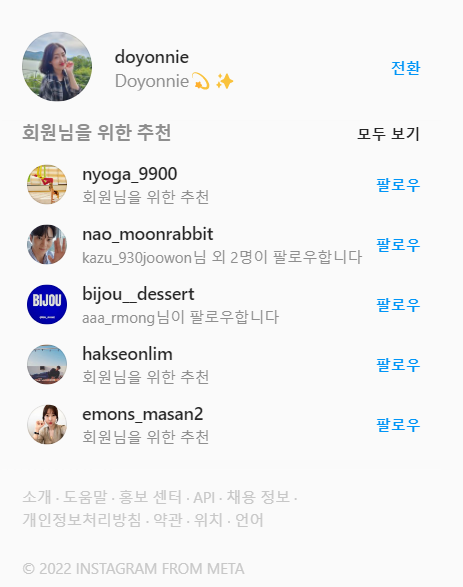 doyonnie
전환
Doyonnie💫 ✨
회원님을 위한 추천
모두 보기
nyoga_9900
회원님을 위한 추천
팔로우
nao_moonrabbit
kazu_930joowon님 외 2명이 팔로우합니다
팔로우
BIJOU
bijou__dessert
aaa_rmong님이 팔로우합니다
팔로우
hakseonlim
회원님을 위한 추천
팔로우
emons_masan2
회원님을 위한 추천
팔로우
소개 · 도움말 · 홍보 센터 · API · 채용 정보 ·
개인정보처리방침 · 약관 · 위치 · 언어
© 2022 INSTAGRAM FROM META